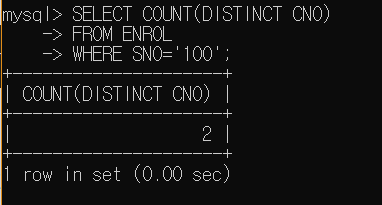 mysql> SELECT COUNT(DISTINCT CNO)
    -> FROM ENROL
    -> WHERE SNO='100';
+---------------------+
| COUNT(DISTINCT CNO) |
+---------------------+
|                   2 |
+---------------------+
1 row in set (0.00 sec)